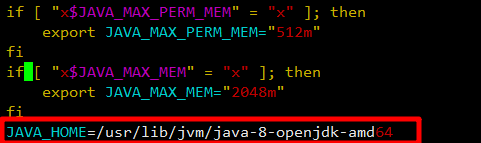 if [ "x$JAVA_MAX_PERM_MEM" = "x" ]; then
    export JAVA_MAX_PERM_MEM="512m"
fi
if [ "x$JAVA_MAX_MEM" = "x" ]; then
    export JAVA_MAX_MEM="2048m"
fi
JAVA_HOME=/usr/lib/jvm/java-8-openjdk-amd64